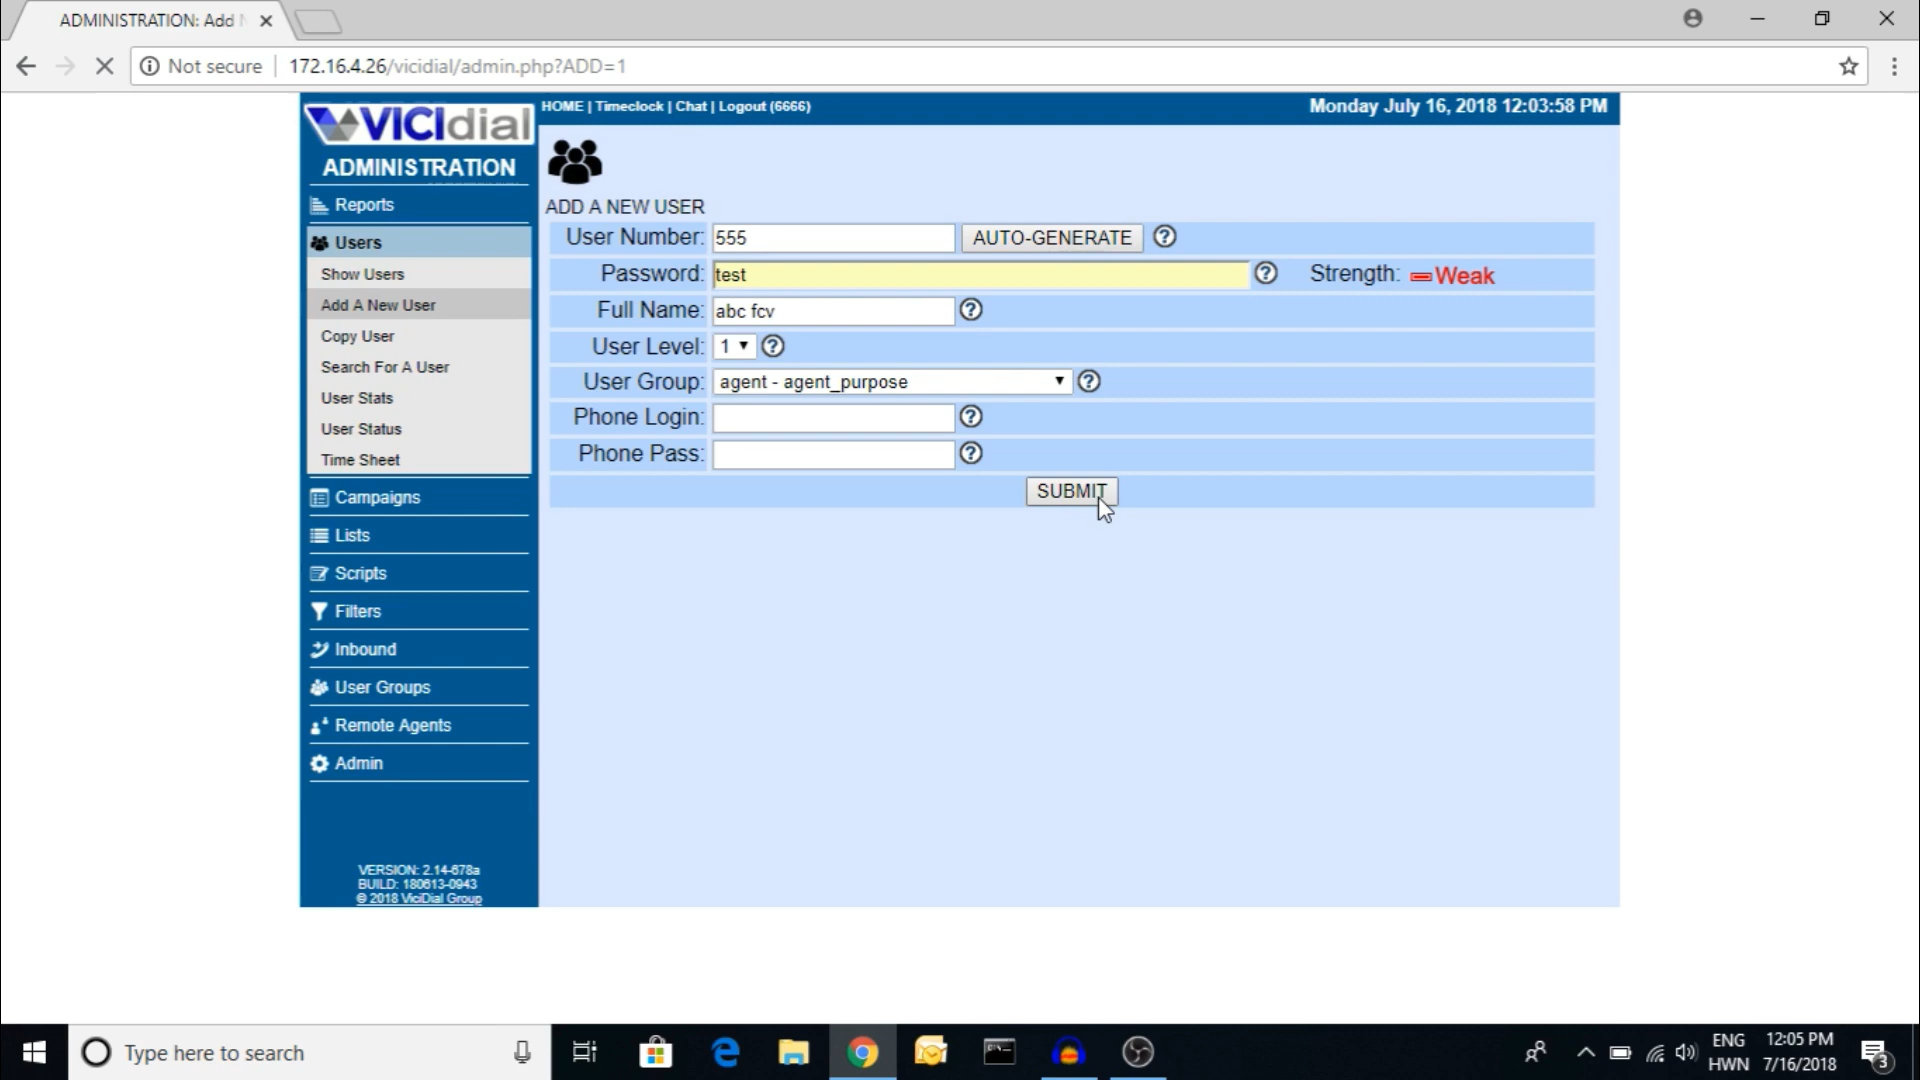 ADMINISTRATION: Add N
Not secure
172.16.4.26/vicidial/admin.php?ADD=1
VICIdial
ADMINISTRATION
HOME | Timeclock | Chat | Logout (6666)
Monday July 16, 2018 12:03:58 PM
Reports
Users
Show Users
Add A New User
Copy User
Search For A User
User Stats
User Status
Time Sheet
Campaigns
Lists
Scripts
Filters
Inbound
User Groups
Remote Agents
Admin
VERSION: 2.14-678a
BUILD: 180613-0943
© 2018 ViciDial Group
ADD A NEW USER
User Number: 555 AUTO-GENERATE
Password: test Strength: Weak
Full Name: abc fcv
User Level: 1
User Group: agent - agent_purpose
Phone Login:
Phone Pass:
SUBMIT
Type here to search
ENG
HWN
12:05 PM
7/16/2018
3